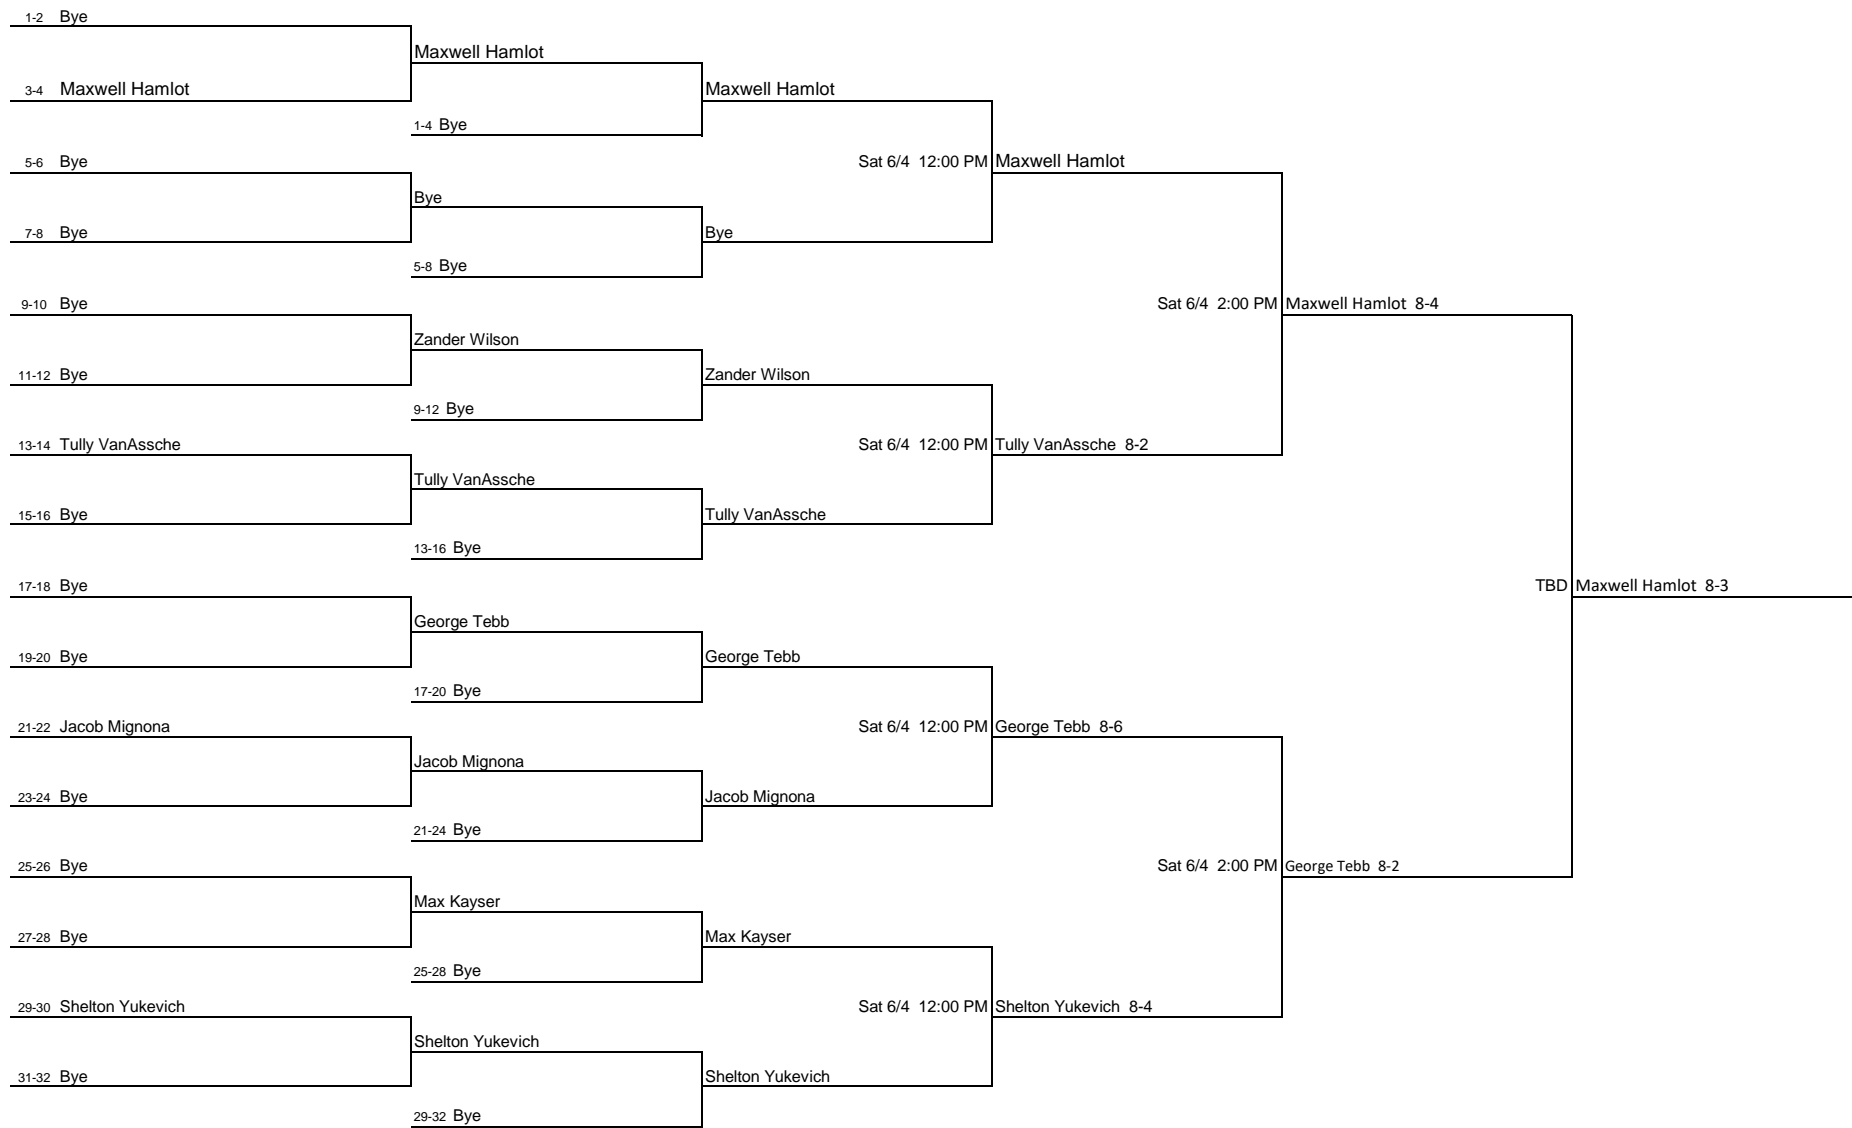 1-2 Bye
Maxwell Hamlot
3-4 Maxwell Hamlot
Maxwell Hamlot
1-4 Bye
5-6 Bye
Sat 6/4 12:00 PM Maxwell Hamlot
Bye
7-8 Bye
Bye
5-8 Bye
9-10 Bye
Sat 6/4 2:00 PM Maxwell Hamlot 8-4
Zander Wilson
11-12 Bye
Zander Wilson
9-12 Bye
13-14 Tully VanAssche
Sat 6/4 12:00 PM Tully VanAssche 8-2
Tully VanAssche
15-16 Bye
Tully VanAssche
13-16 Bye
17-18 Bye
TBD Maxwell Hamlot 8-3
George Tebb
19-20 Bye
George Tebb
17-20 Bye
21-22 Jacob Mignona
Sat 6/4 12:00 PM George Tebb 8-6
Jacob Mignona
23-24 Bye
Jacob Mignona
21-24 Bye
25-26 Bye
Sat 6/4 2:00 PM George Tebb 8-2
Max Kayser
27-28 Bye
Max Kayser
25-28 Bye
29-30 Shelton Yukevich
Sat 6/4 12:00 PM Shelton Yukevich 8-4
Shelton Yukevich
31-32 Bye
Shelton Yukevich
29-32 Bye